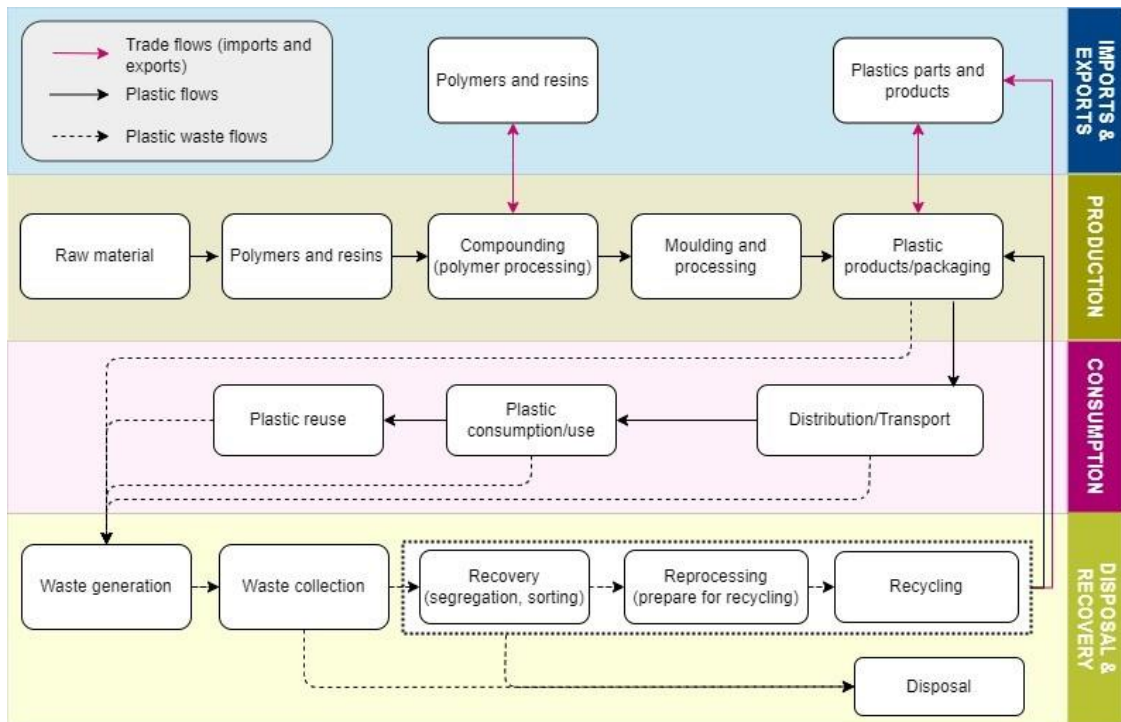 Trade flows (imports and
exports)
Plastic flows
Plastic waste flows
Polymers and resins
Plastics parts and
products
IMPORTS &
EXPORTS
Raw material
Polymers and resins
Compounding
(polymer processing)
Moulding and
processing
Plastic
products/packaging
PRODUCTION
Plastic reuse
Plastic
consumption/use
Distribution/Transport
CONSUMPTION
Waste generation
Waste collection
Recovery
(segregation, sorting)
Reprocessing
(prepare for recycling)
Recycling
Disposal
DISPOSAL &
RECOVERY